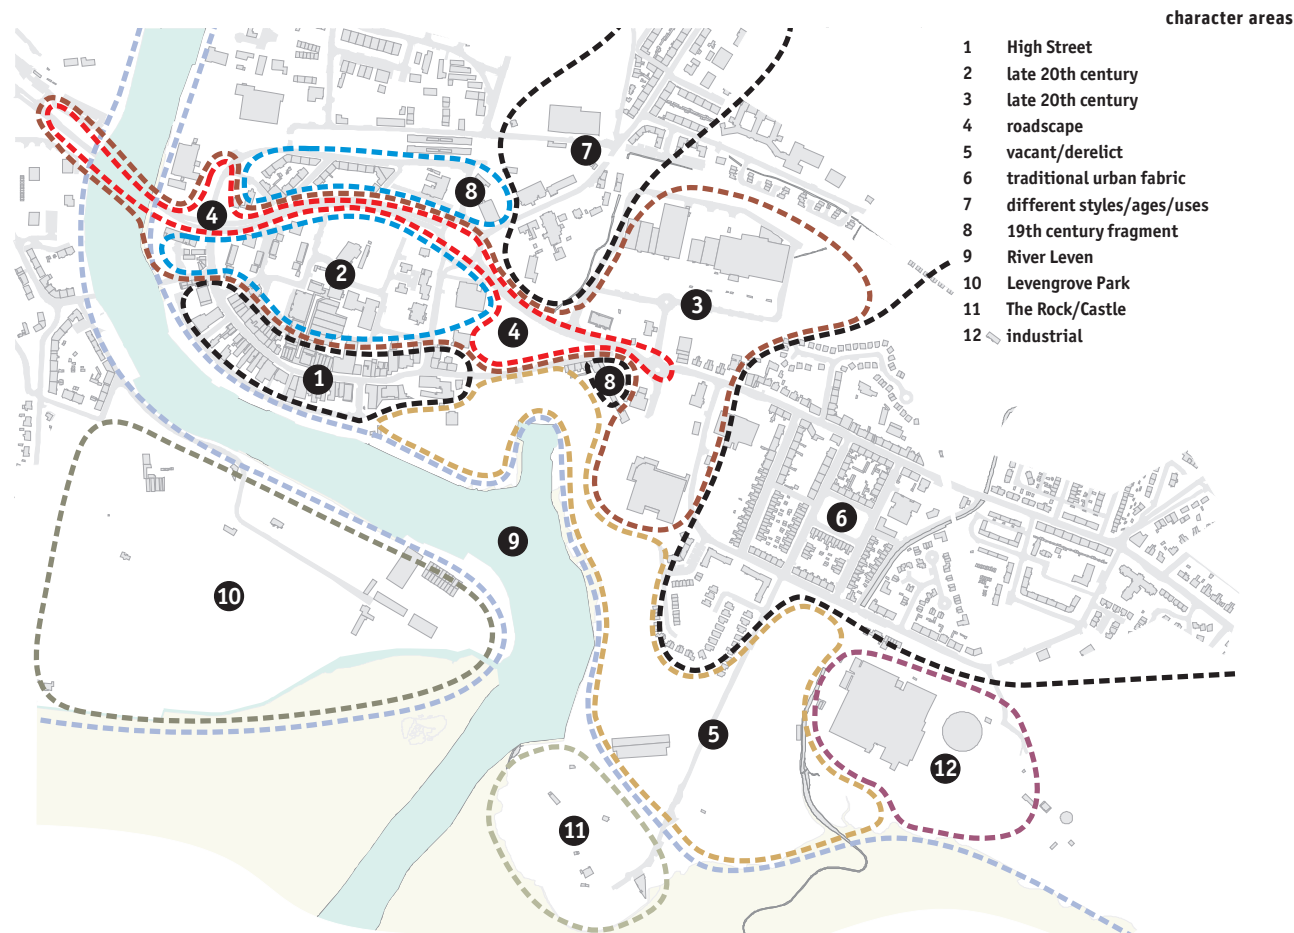 character areas
1 High Street
2 late 20th century
3 late 20th century
4 roadscape
5 vacant/derelict
6 traditional urban fabric
7 different styles/ages/uses
8 19th century fragment
9 River Leven
10 Levengrove Park
11 The Rock/Castle
12 industrial
7
8
4
2
3
4
1
8
6
9
10
5
12
11